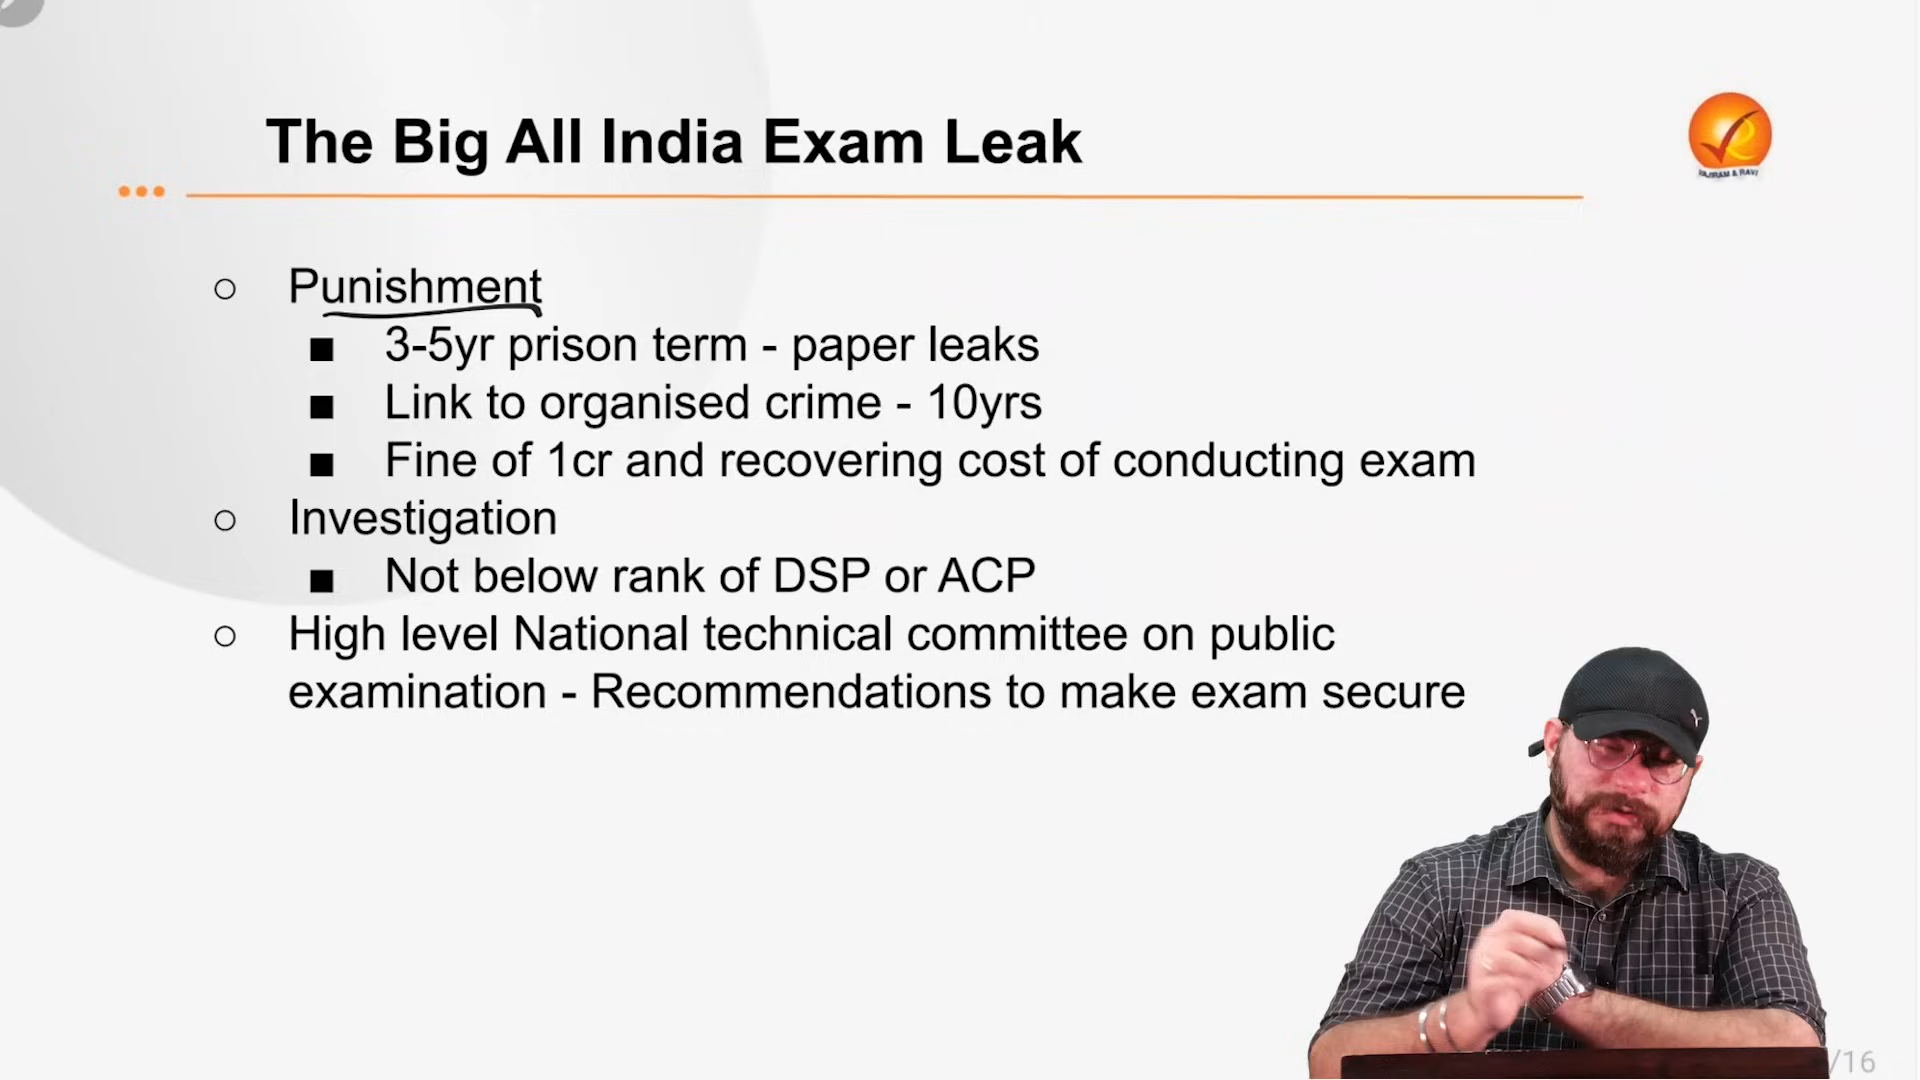 The Big All India Exam Leak
VAJIRAM & RAVI
Punishment
3-5yr prison term - paper leaks
Link to organised crime - 10yrs
Fine of 1cr and recovering cost of conducting exam
Investigation
Not below rank of DSP or ACP
High level National technical committee on public
examination - Recommendations to make exam secure
/16